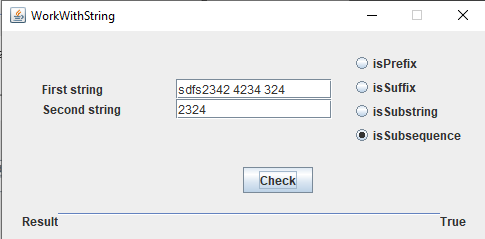 WorkWithString
isPrefix
First string sdfs2342 4234 324 isSuffix
Second string 2324 isSubstring
isSubsequence
Check
Result True